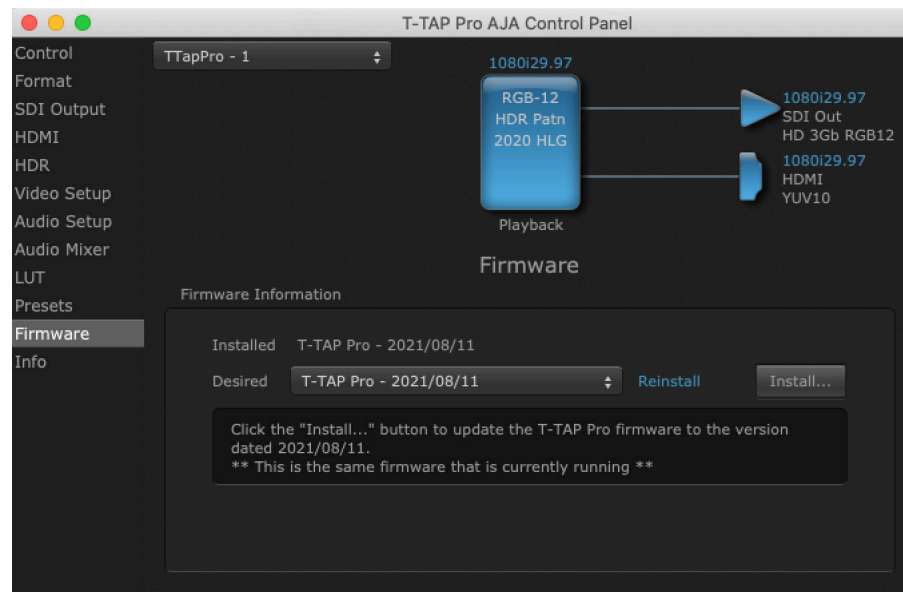 T-TAP Pro AJA Control Panel
Control
Format
SDI Output
HDMI
HDR
Video Setup
Audio Setup
Audio Mixer
LUT
Presets
Firmware
Info
TTapPro - 1
1080i29.97
RGB-12
HDR Patn
2020 HLG
Playback
1080i29.97
SDI Out
HD 3Gb RGB12
1080i29.97
HDMI
YUV10
Firmware
Firmware Information
Installed T-TAP Pro - 2021/08/11
Desired T-TAP Pro - 2021/08/11 Reinstall Install...
Click the "Install..." button to update the T-TAP Pro firmware to the version
dated 2021/08/11.
** This is the same firmware that is currently running **